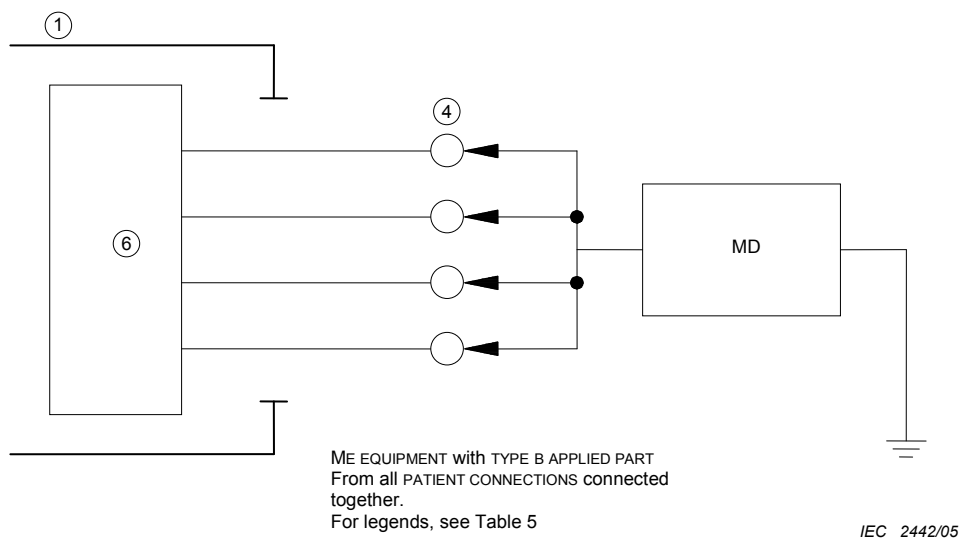 1
4
6
MD
ME EQUIPMENT with TYPE B APPLIED PART
From all PATIENT CONNECTIONS connected
together.
For legends, see Table 5
IEC 2442/05